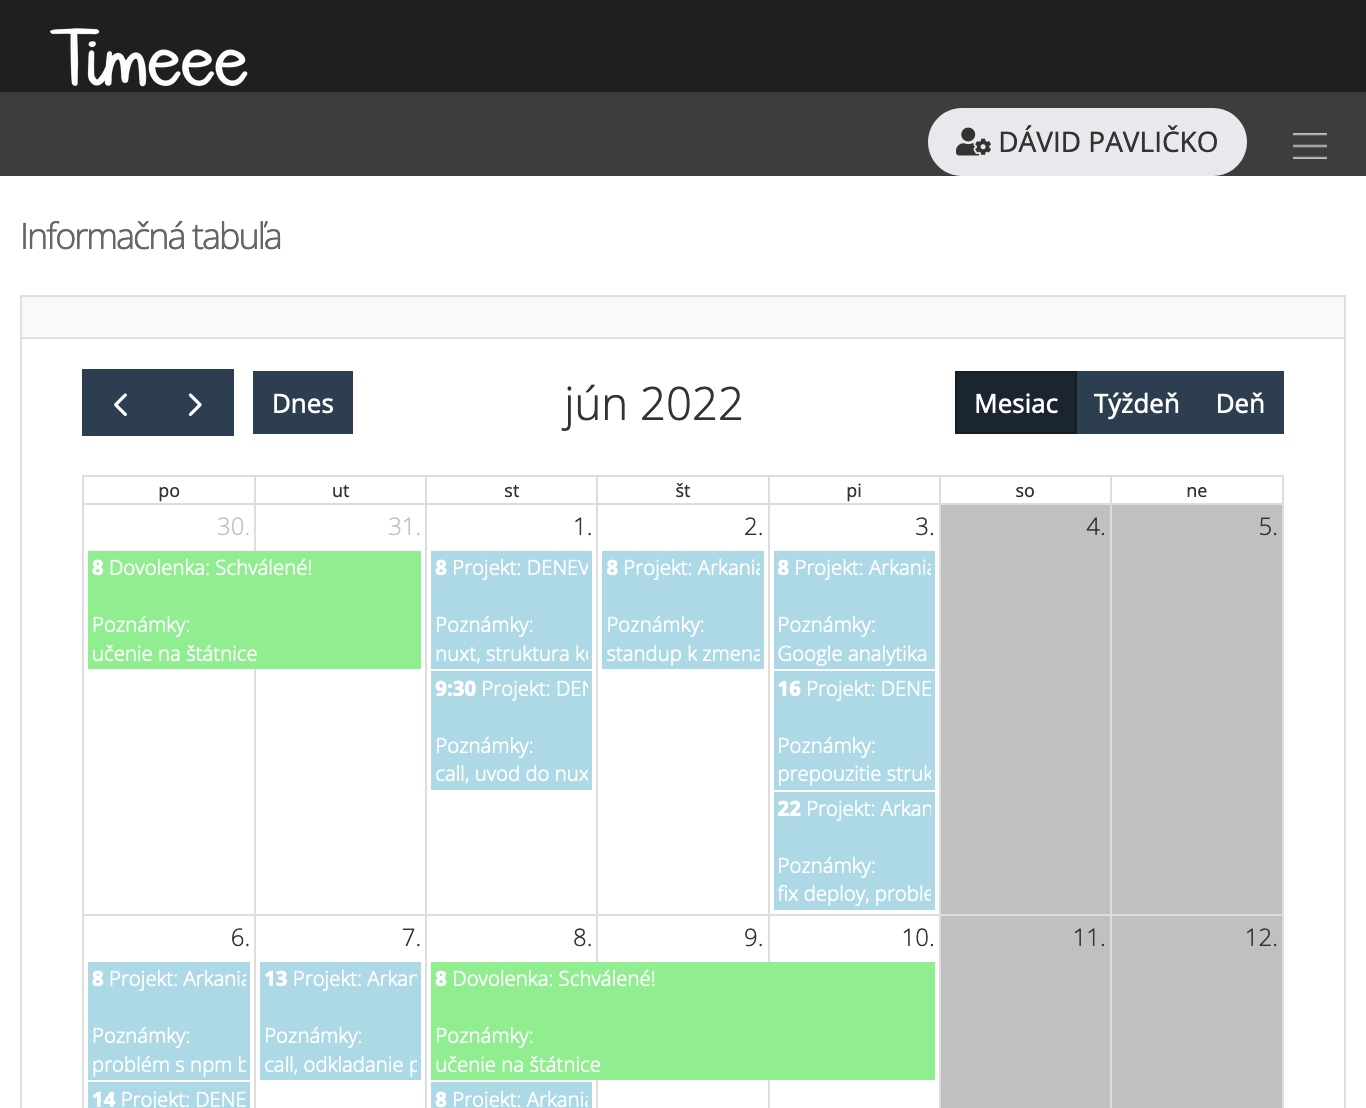 Timeee
DÁVID PAVLIČKO
Informačná tabuľa
Dnes
jún 2022
Mesiac Týždeň Deň
po ut st št pi so ne
30. 31. 1. 2. 3. 4. 5.
8 Dovolenka: Schválené!
Poznámky:
učenie na štátnice
8 Projekt: DENEV
Poznámky:
nuxt, struktura
9:30 Projekt: DEN
Poznámky:
call, uvod do nux
8 Projekt: Arkania
Poznámky:
standup k zmena
8 Projekt: Arkania
Poznámky:
Google analytika
16 Projekt: DENE
Poznámky:
prepouzitie struk
22 Projekt: Arkan
Poznámky:
fix deploy, proble
6. 7. 8. 9. 10. 11. 12.
8 Projekt: Arkania
Poznámky:
problém s npm b
14 Projekt: DENE
13 Projekt: Arkan
Poznámky:
call, odkladanie p
8 Dovolenka: Schválené!
Poznámky:
učenie na štátnice
8 Projekt: Arkania